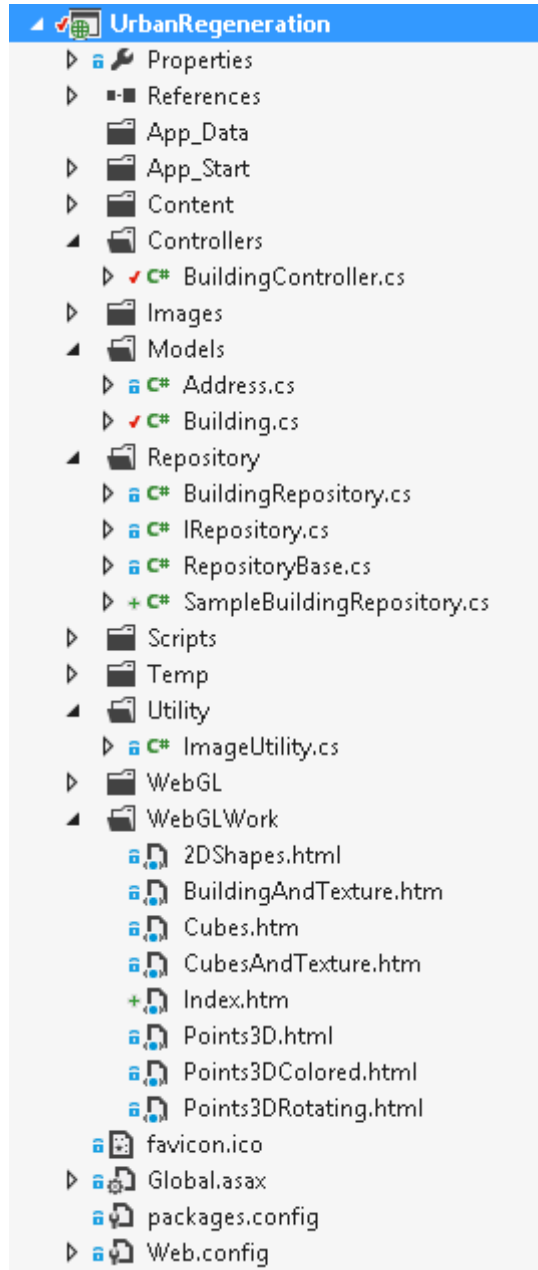 UrbanRegeneration
Properties
References
App_Data
App_Start
Content
Controllers
C# BuildingController.cs
Images
Models
C# Address.cs
C# Building.cs
Repository
C# BuildingRepository.cs
C# IRepository.cs
C# RepositoryBase.cs
C# SampleBuildingRepository.cs
Scripts
Temp
Utility
C# ImageUtility.cs
WebGL
WebGLWork
2DShapes.html
BuildingAndTexture.htm
Cubes.htm
CubesAndTexture.htm
Index.htm
Points3D.html
Points3DColored.html
Points3DRotating.html
favicon.ico
Global.asax
packages.config
Web.config